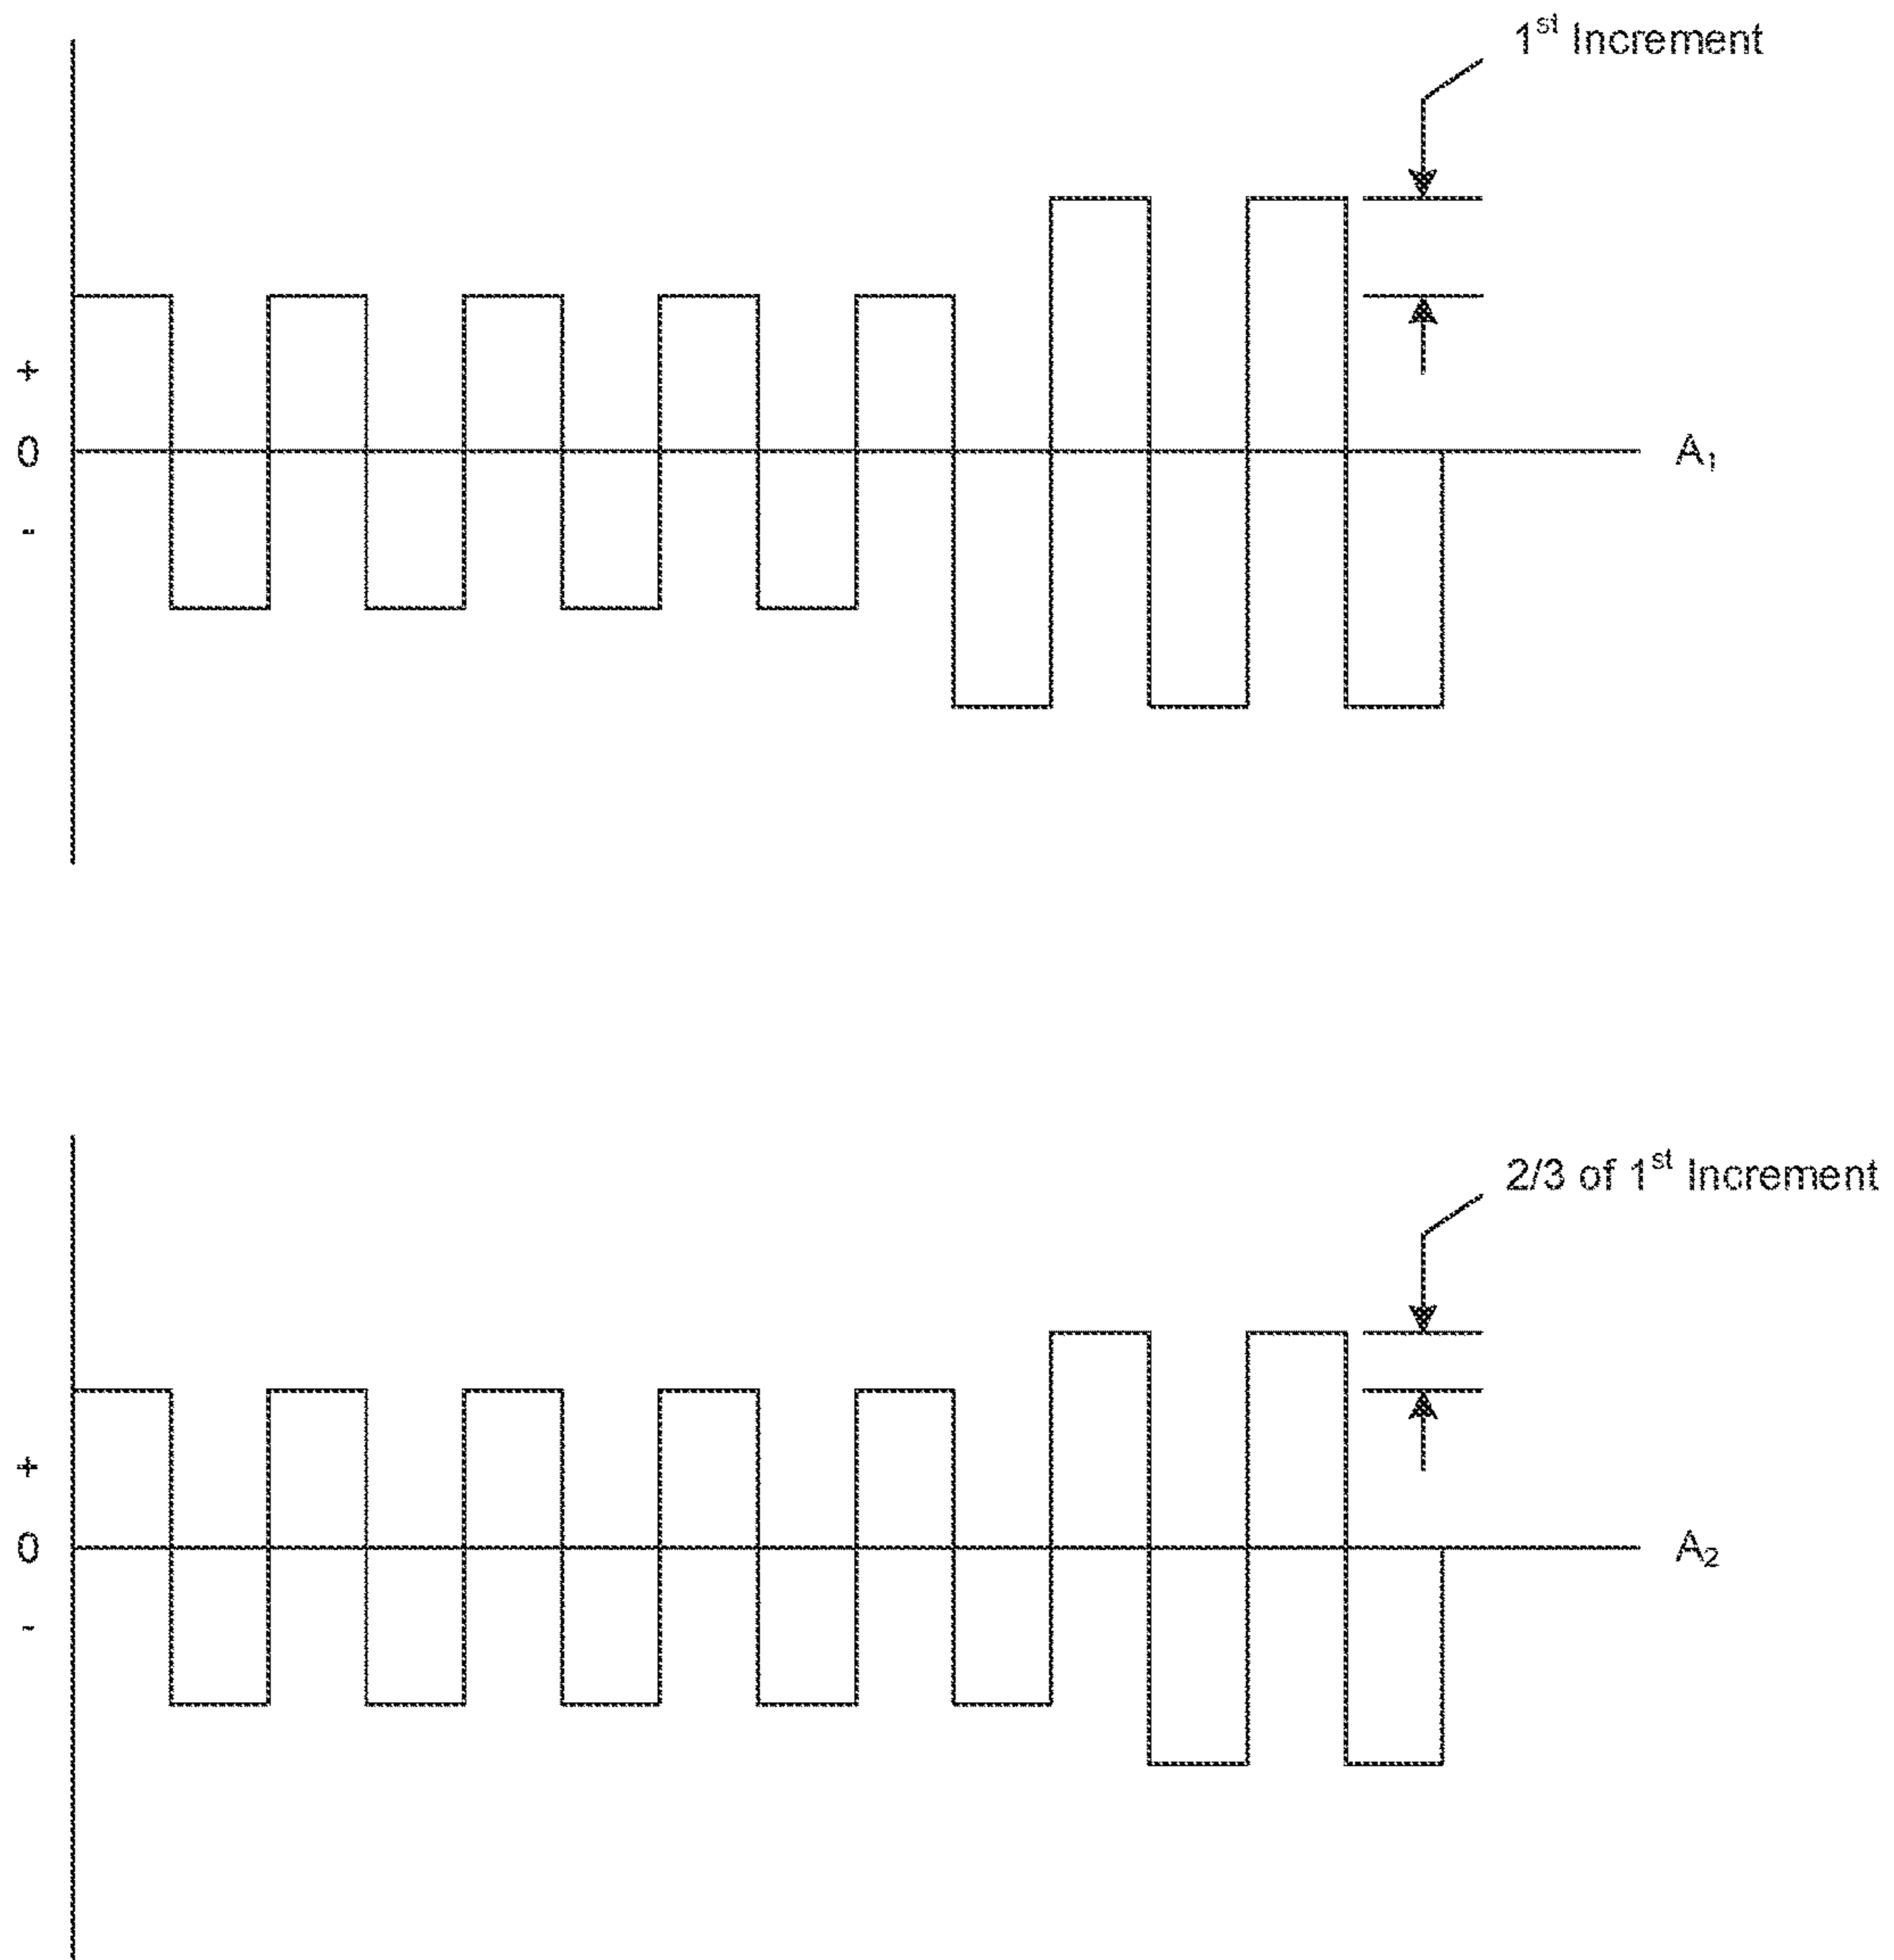 1st Increment
+
0
A1
-
2/3 of 1st Increment
+
0
A2
-